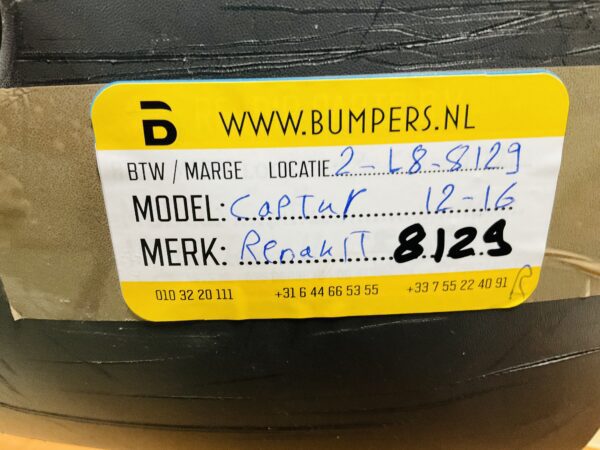 WWW.BUMPERS.NL
BTW / MARGE LOCATIE 2-L8-8129
MODEL: Captur 12-16
MERK: Renault 8129
010 32 20 111 +31 6 44 66 53 55 +33 7 55 22 40 91 R